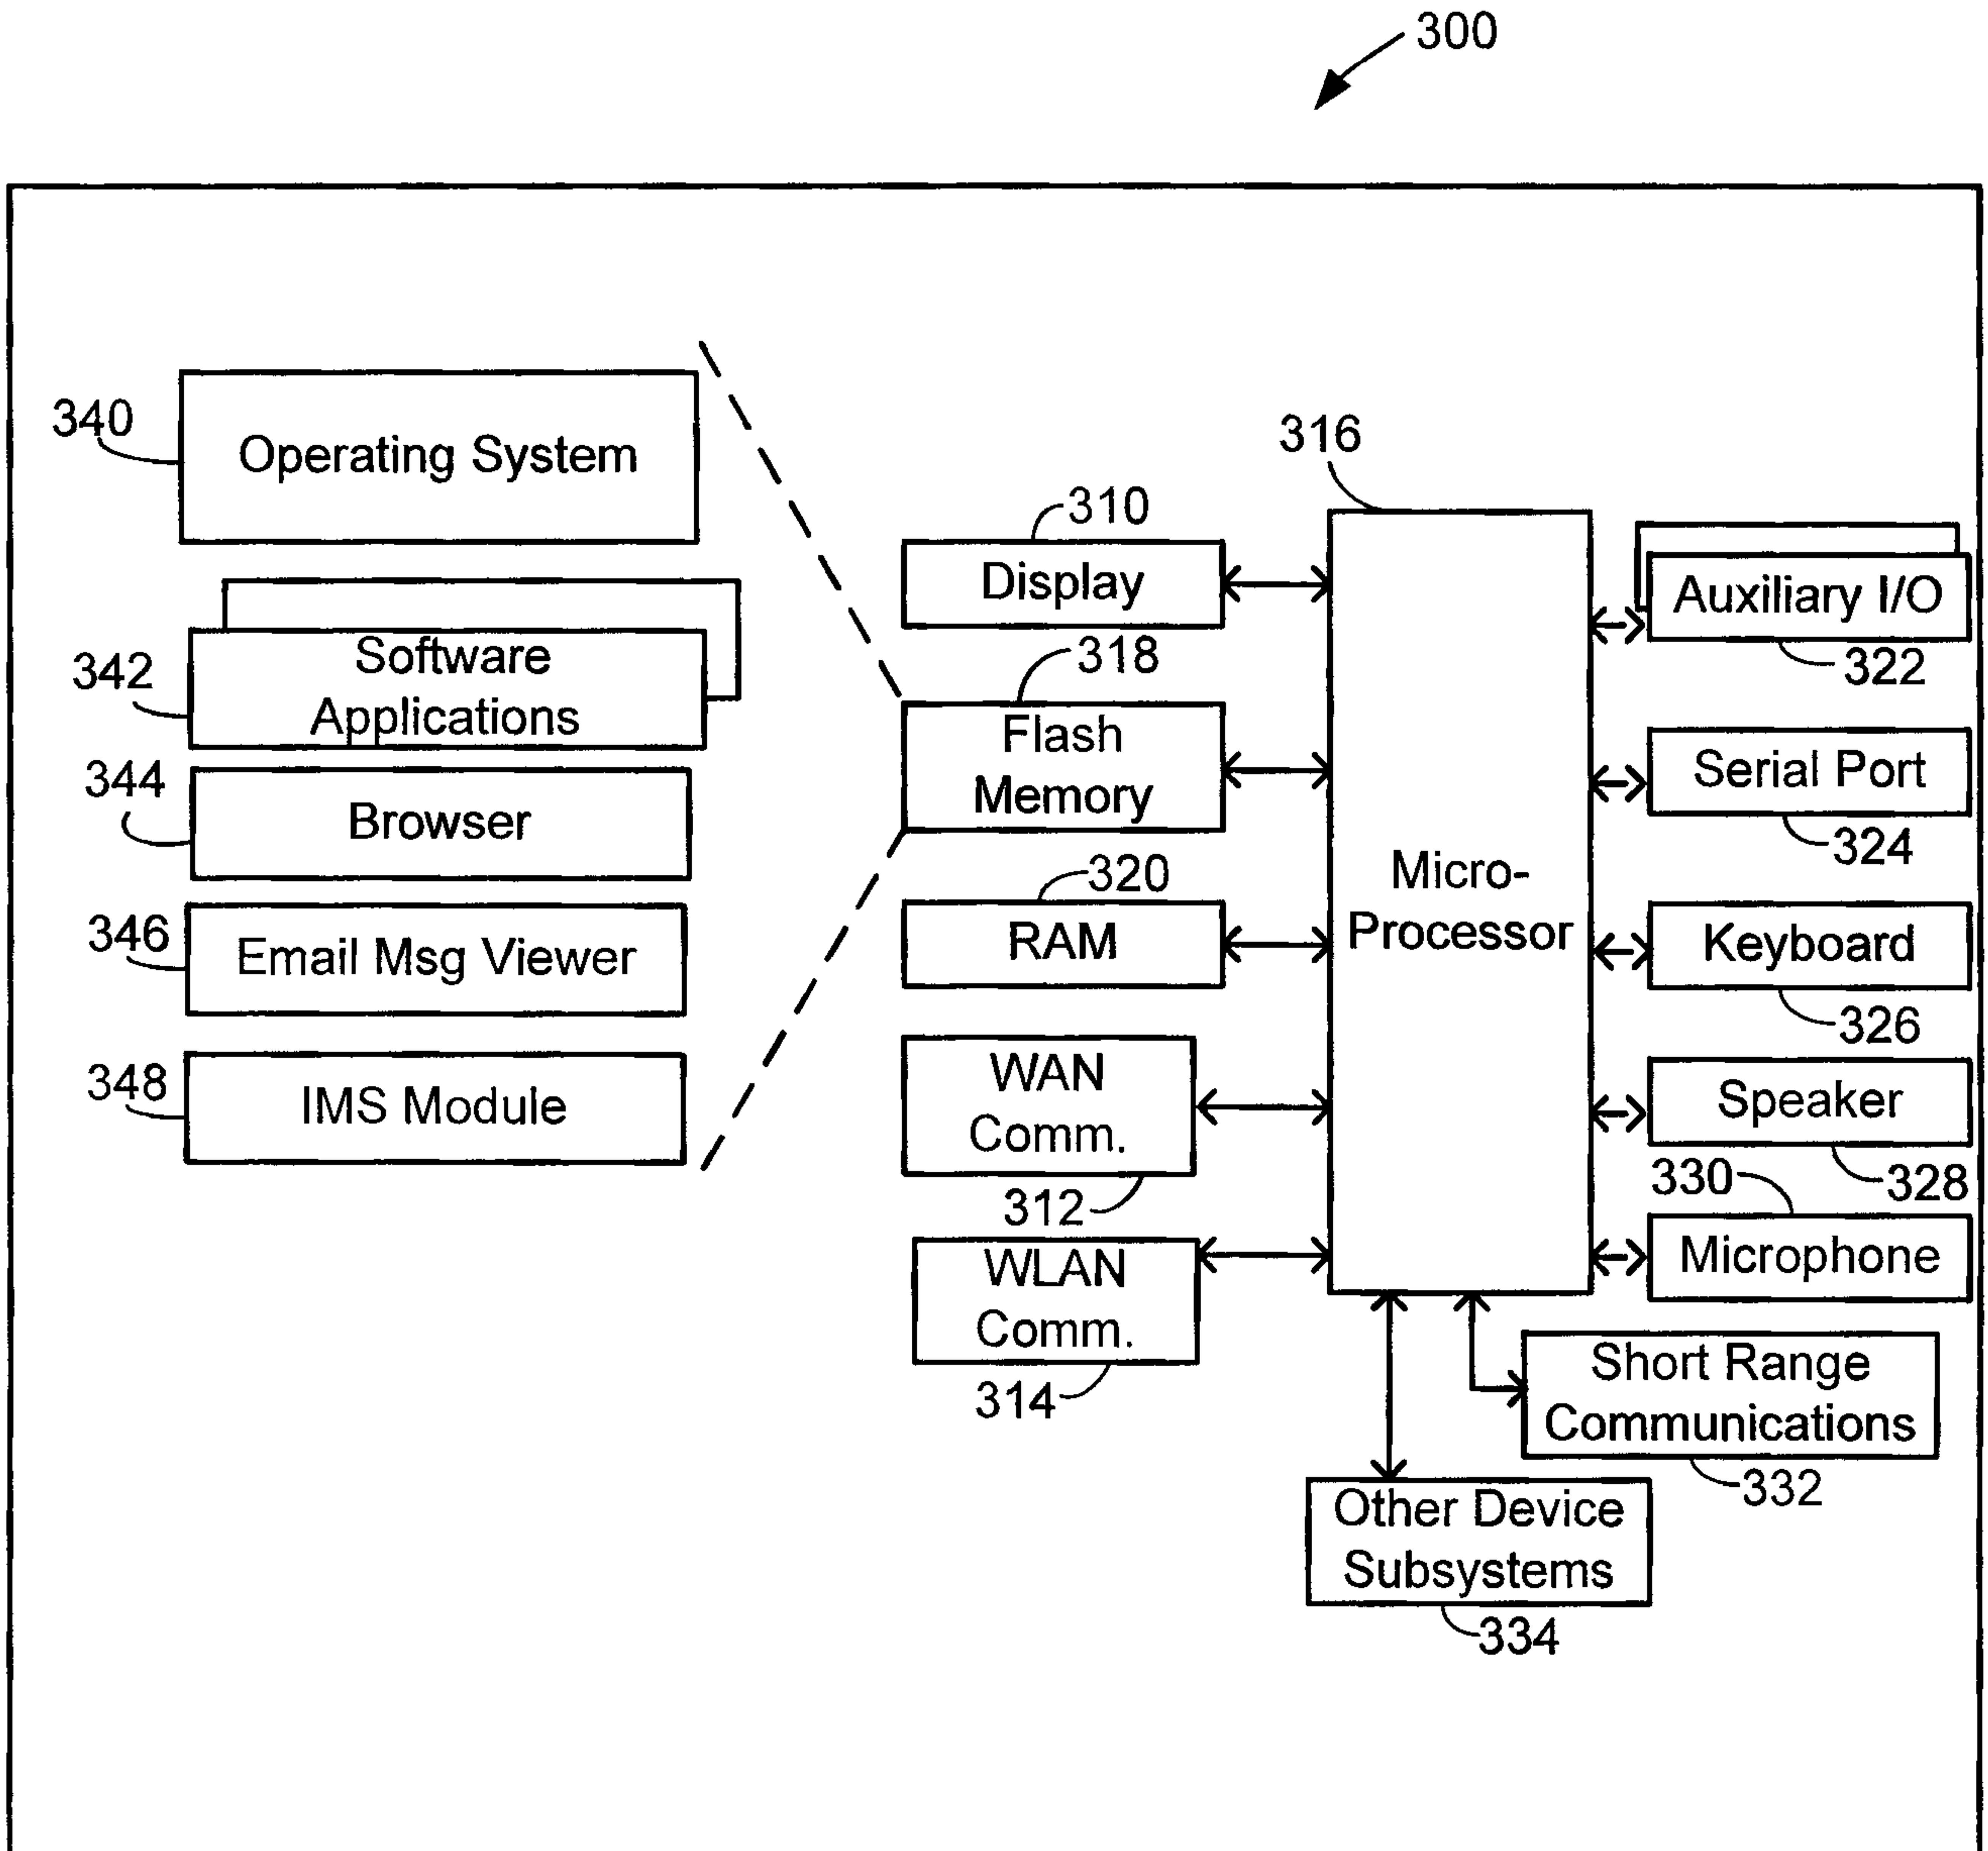 300
340
Operating System
342
Software
Applications
344
Browser
346
Email Msg Viewer
348
IMS Module
310
Display
318
Flash
Memory
320
RAM
WAN
Comm.
312
WLAN
Comm.
314
316
Micro-
Processor
Auxiliary I/O
322
Serial Port
324
Keyboard
326
Speaker
328
330
Microphone
Short Range
Communications
332
Other Device
Subsystems
334